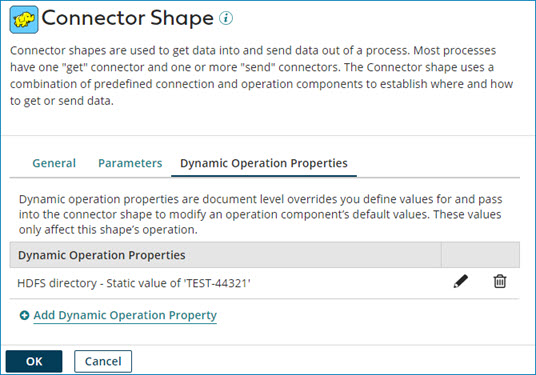 Connector Shape
Connector shapes are used to get data into and send data out of a process. Most processes
have one "get" connector and one or more "send" connectors. The Connector shape uses a
combination of predefined connection and operation components to establish where and how
to get or send data.
General Parameters Dynamic Operation Properties
Dynamic operation properties are document level overrides you define values for and pass
into the connector shape to modify an operation component's default values. These values
only affect this shape's operation.
Dynamic Operation Properties
HDFS directory - Static value of 'TEST-44321'
Add Dynamic Operation Property
OK Cancel